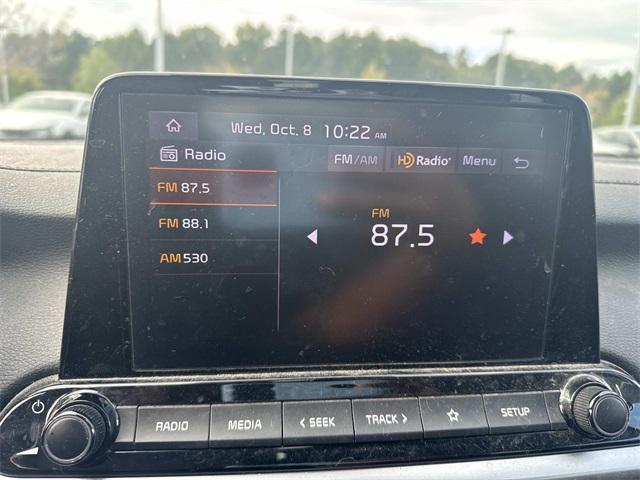 Wed, Oct. 8 10:22 AM
Radio FM/AM HD Radio® Menu
FM 87.5
FM 88.1
AM 530
FM
87.5
RADIO MEDIA < SEEK TRACK > SETUP